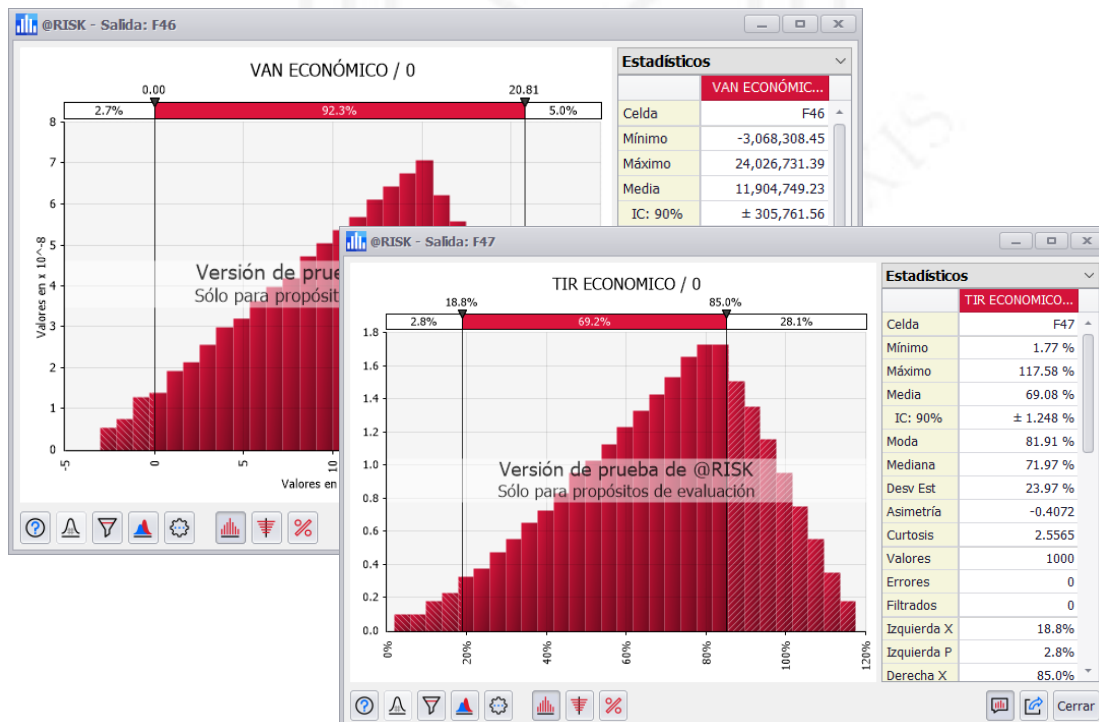 @RISK - Salida: F46
VAN ECONÓMICO / 0
0.00 20.81
2.7% 92.3% 5.0%
8
7
6
5
4
3
2
1
0
Valores en x 10^-8
-5 0 5 10
Valores en
Versión de prue
Sólo para propósit
Estadísticos
VAN ECONÓMIC...
Celda F46
Mínimo -3,068,308.45
Máximo 24,026,731.39
Media 11,904,749.23
IC: 90% ± 305,761.56
@RISK - Salida: F47
TIR ECONOMICO / 0
18.8% 85.0%
2.8% 69.2% 28.1%
1.8
1.6
1.4
1.2
1.0
0.8
0.6
0.4
0.2
0.0
0% 20% 40% 60% 80% 100% 120%
Versión de prueba de @RISK
Sólo para propósitos de evaluación
Estadísticos
TIR ECONOMICO...
Celda F47
Mínimo 1.77 %
Máximo 117.58 %
Media 69.08 %
IC: 90% ± 1.248 %
Moda 81.91 %
Mediana 71.97 %
Desv Est 23.97 %
Asimetría -0.4072
Curtosis 2.5565
Valores 1000
Errores 0
Filtrados 0
Izquierda X 18.8%
Izquierda P 2.8%
Derecha X 85.0%
Cerrar